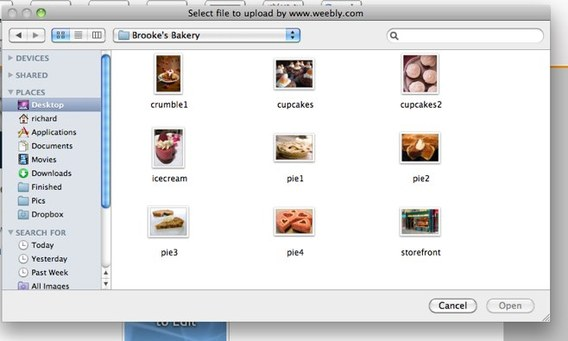 Select file to upload by www.weebly.com
Brooke's Bakery
DEVICES
SHARED
PLACES
Desktop
richard
Applications
Documents
Movies
Downloads
Finished
Pics
Dropbox
SEARCH FOR
Today
Yesterday
Past Week
All Images
crumble1
cupcakes
cupcakes2
icecream
pie1
pie2
pie3
pie4
storefront
Cancel
Open
to Edit